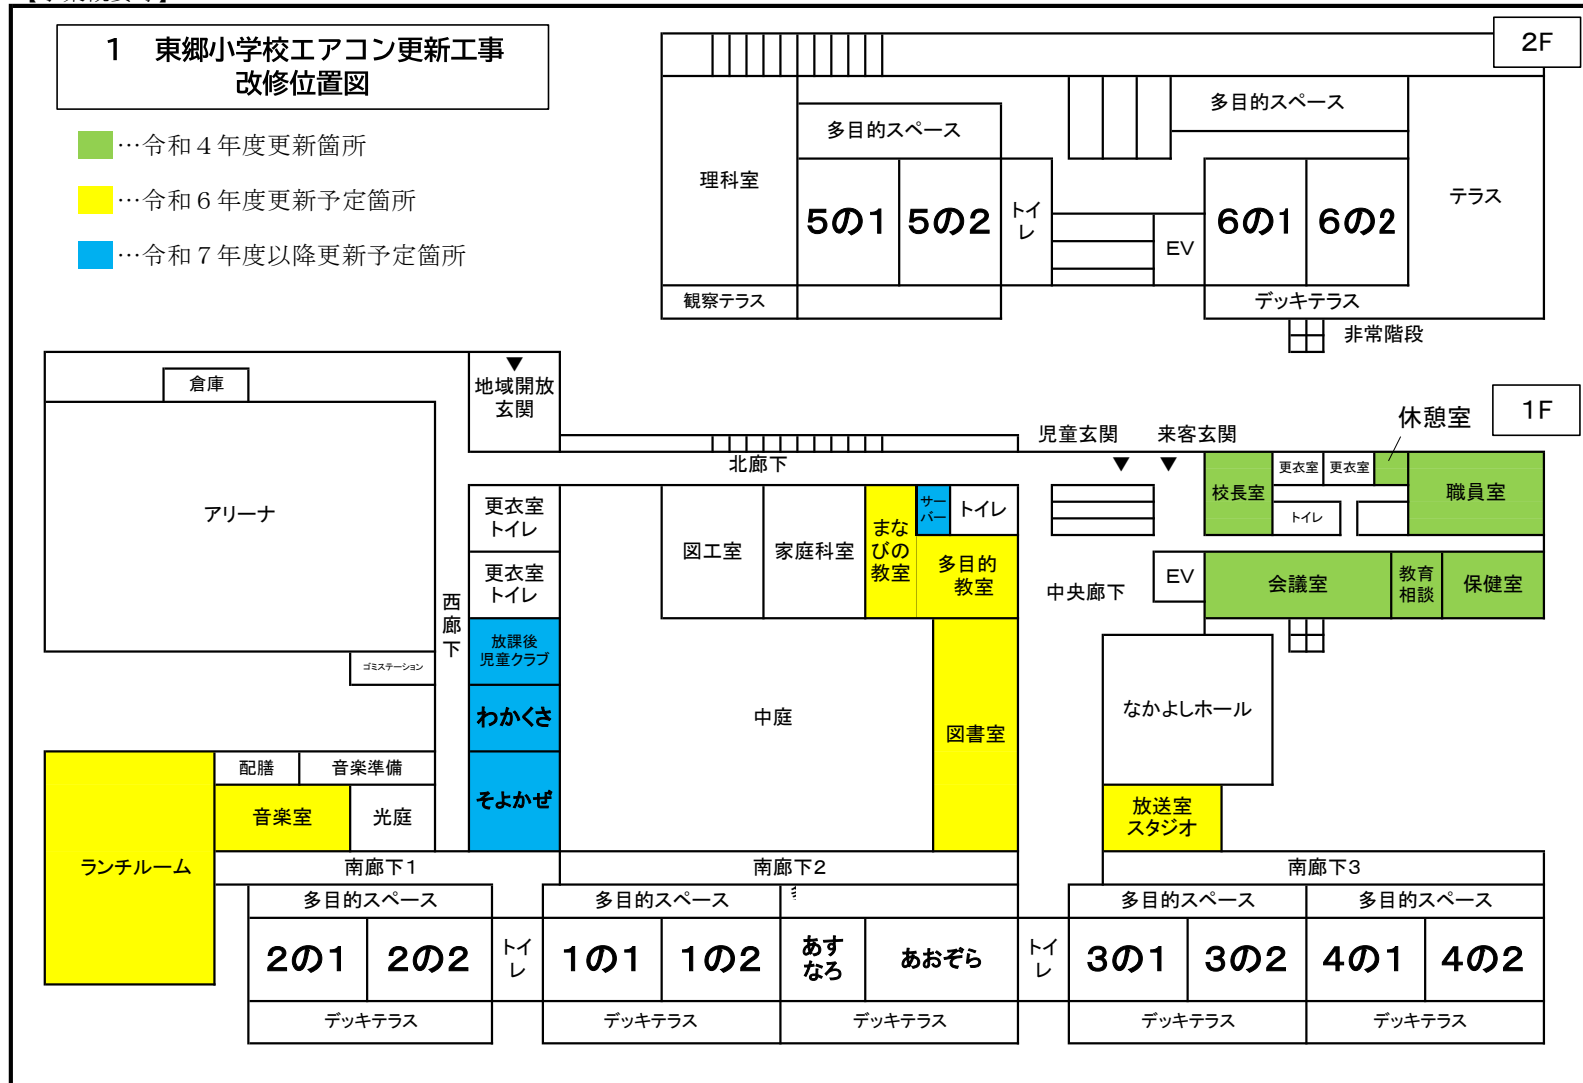 1 東郷小学校エアコン更新工事
改修位置図
…令和４年度更新箇所
…令和６年度更新予定箇所
…令和７年度以降更新予定箇所
2F
多目的スペース
多目的スペース
理科室
5の1
5の2
トイレ
EV
6の1
6の2
テラス
観察テラス
デッキテラス
非常階段
1F
倉庫
地域開放
玄関
児童玄関
来客玄関
休憩室
北廊下
アリーナ
更衣室
トイレ
図工室
家庭科室
まな
びの
教室
サー
バー
トイレ
校長室
更衣室
更衣室
トイレ
職員室
多目的
教室
更衣室
トイレ
中央廊下
EV
会議室
教育
相談
保健室
西廊下
放課後
児童クラブ
ゴミステーション
わかくさ
中庭
図書室
なかよしホール
配膳
音楽準備
そよかぜ
音楽室
光庭
放送室
スタジオ
ランチルーム
南廊下1
南廊下2
南廊下3
多目的スペース
多目的スペース
多目的スペース
多目的スペース
2の1
2の2
トイレ
1の1
1の2
あす
なろ
あおぞら
トイレ
3の1
3の2
4の1
4の2
デッキテラス
デッキテラス
デッキテラス
デッキテラス
デッキテラス